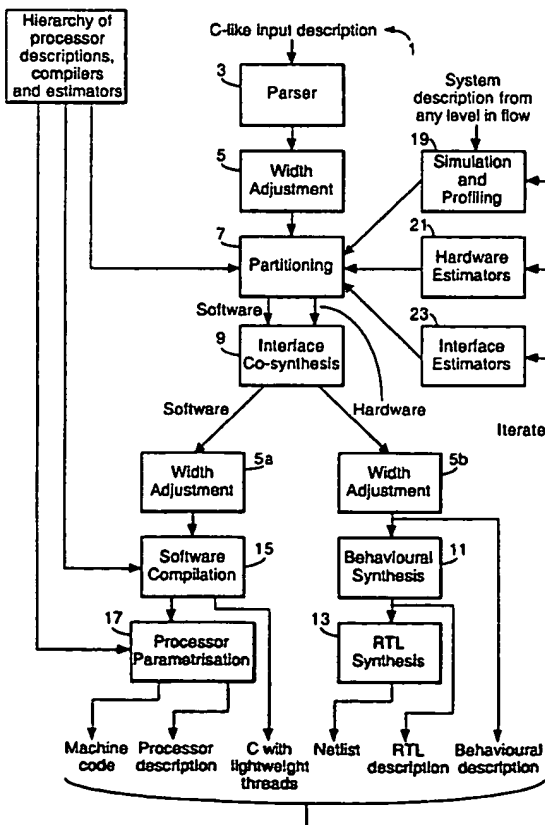 Hierarchy of
processor
descriptions,
compilers
and estimators
C-like input description
1
3
Parser
System
description from
any level in flow
5
Width
Adjustment
19
Simulation
and
Profiling
7
Partitioning
21
Hardware
Estimators
Software
9
Interface
Co-synthesis
23
Interface
Estimators
Software
Hardware
Iterate
5a
Width
Adjustment
5b
Width
Adjustment
15
Software
Compilation
11
Behavioural
Synthesis
17
Processor
Parametrisation
13
RTL
Synthesis
Machine
code
Processor
description
C with
lightweight
threads
Netlist
RTL
description
Behavioural
description